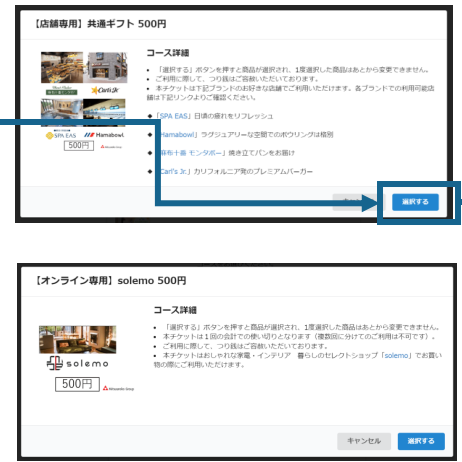 【店舗専用】共通ギフト 500円
コース詳細
• 「選択する」ボタンを押すと商品が選択され、1度選択した商品はあとから変更できません。
• ご利用に際して、つり銭はご容赦いただいております。
• 本チケットは下記ブランドのお好きな店舗でご利用いただけます。各ブランドでの利用可能店
舗は下記リンクよりご確認ください。
◆「SPA EAS」日頃の疲れをリフレッシュ
◆「Hamabowl」ラグジュアリーな空間でのボウリングは格別
◆「麻布十番 モンタボー」焼き立てパンをお届け
◆「Carl's Jr.」カリフォルニア発のプレミアムバーガー
Carl's Jr
SPA EAS
Hamabowl
500円
選択する
【オンライン専用】solemo 500円
コース詳細
• 「選択する」ボタンを押すと商品が選択され、1度選択した商品はあとから変更できません。
• 本チケットは1回の会計での使い切りとなります（複数回に分けてのご利用は不可です）。
• ご利用に際して、つり銭はご容赦いただいております。
• 本チケットはおしゃれな家電・インテリア 暮らしのセレクトショップ「solemo」でお買い
物の際にご利用いただけます。
solemo
500円
キャンセル
選択する